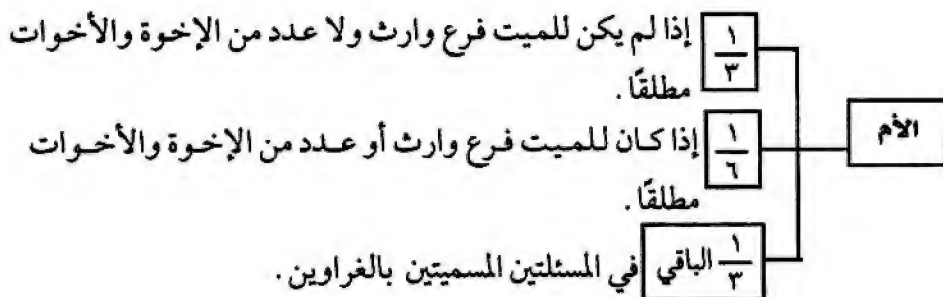 ١/٣ إذا لم يكن للميت فرع وارث ولا عدد من الإخوة والأخوات
مطلقًا .
الأم
١/٦ إذا كان للميت فرع وارث أو عدد من الإخوة والأخوات
مطلقًا .
١/٣ الباقي في المسئلتين المسميتين بالغراوين .